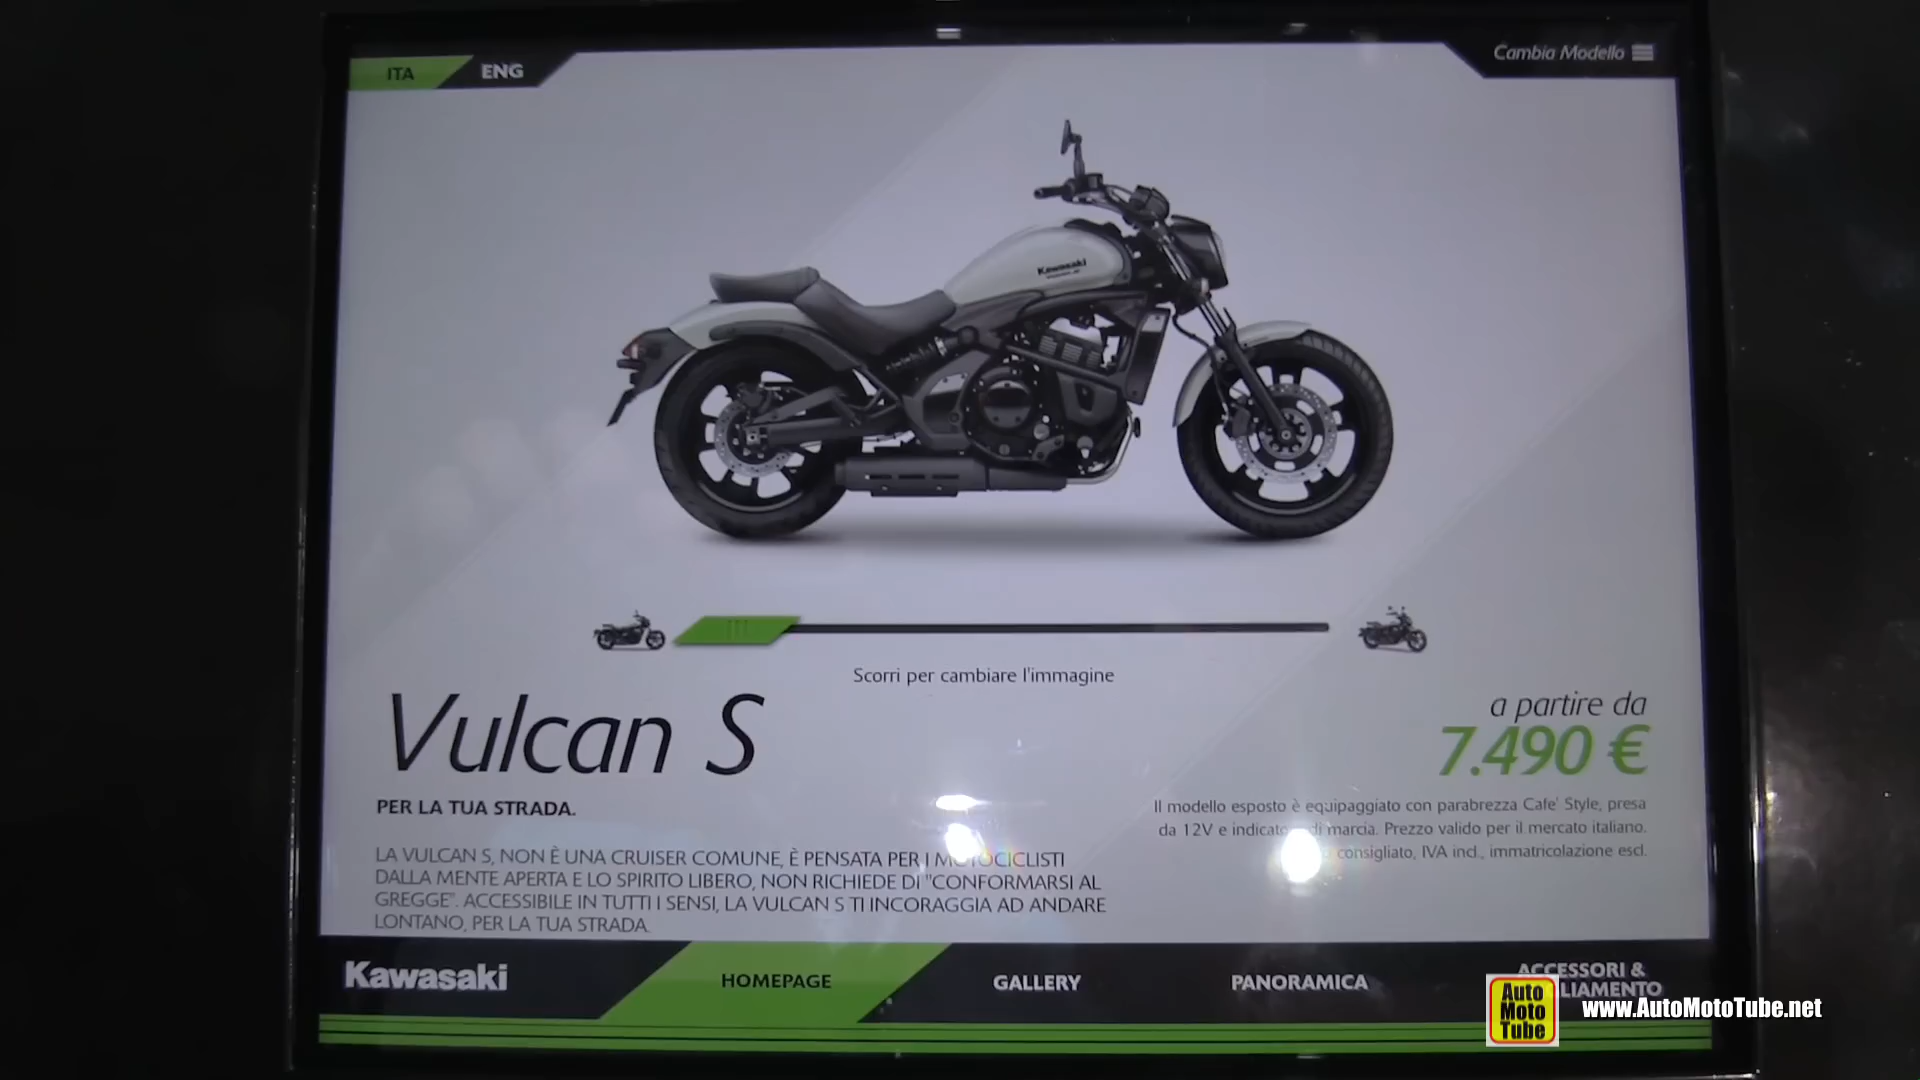 ITA
ENG
Cambia Modello
Kawasaki
Scorri per cambiare l'immagine
Vulcan S
a partire da
7.490 €
PER LA TUA STRADA.
Il modello esposto è equipaggiato con parabrezza Cafe' Style, presa
da 12V e di marcia. Prezzo valido per il mercato italiano.
consigliato, IVA incl., immatricolazione escl.
LA VULCAN S, NON È UNA CRUISER COMUNE, È PENSATA PER I MOTOCICLISTI
DALLA MENTE APERTA E LO SPIRITO LIBERO, NON RICHIEDE DI "CONFORMARSI AL
GREGGE". ACCESSIBILE IN TUTTI I SENSI, LA VULCAN S TI INCORAGGIA AD ANDARE
LONTANO, PER LA TUA STRADA.
Kawasaki
HOMEPAGE
GALLERY
PANORAMICA
ACCESSORI &
Auto
Moto
Tube
www.AutoMotoTube.net